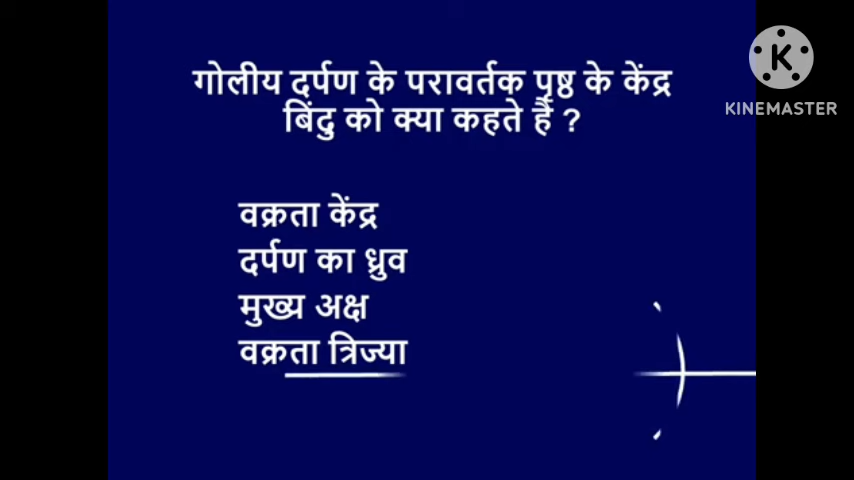 गोलीय दर्पण के परावर्तक पृष्ठ के केंद्र
बिंदु को क्या कहते हैं ?
वक्रता केंद्र
दर्पण का ध्रुव
मुख्य अक्ष
वक्रता त्रिज्या
K
KINEMASTER